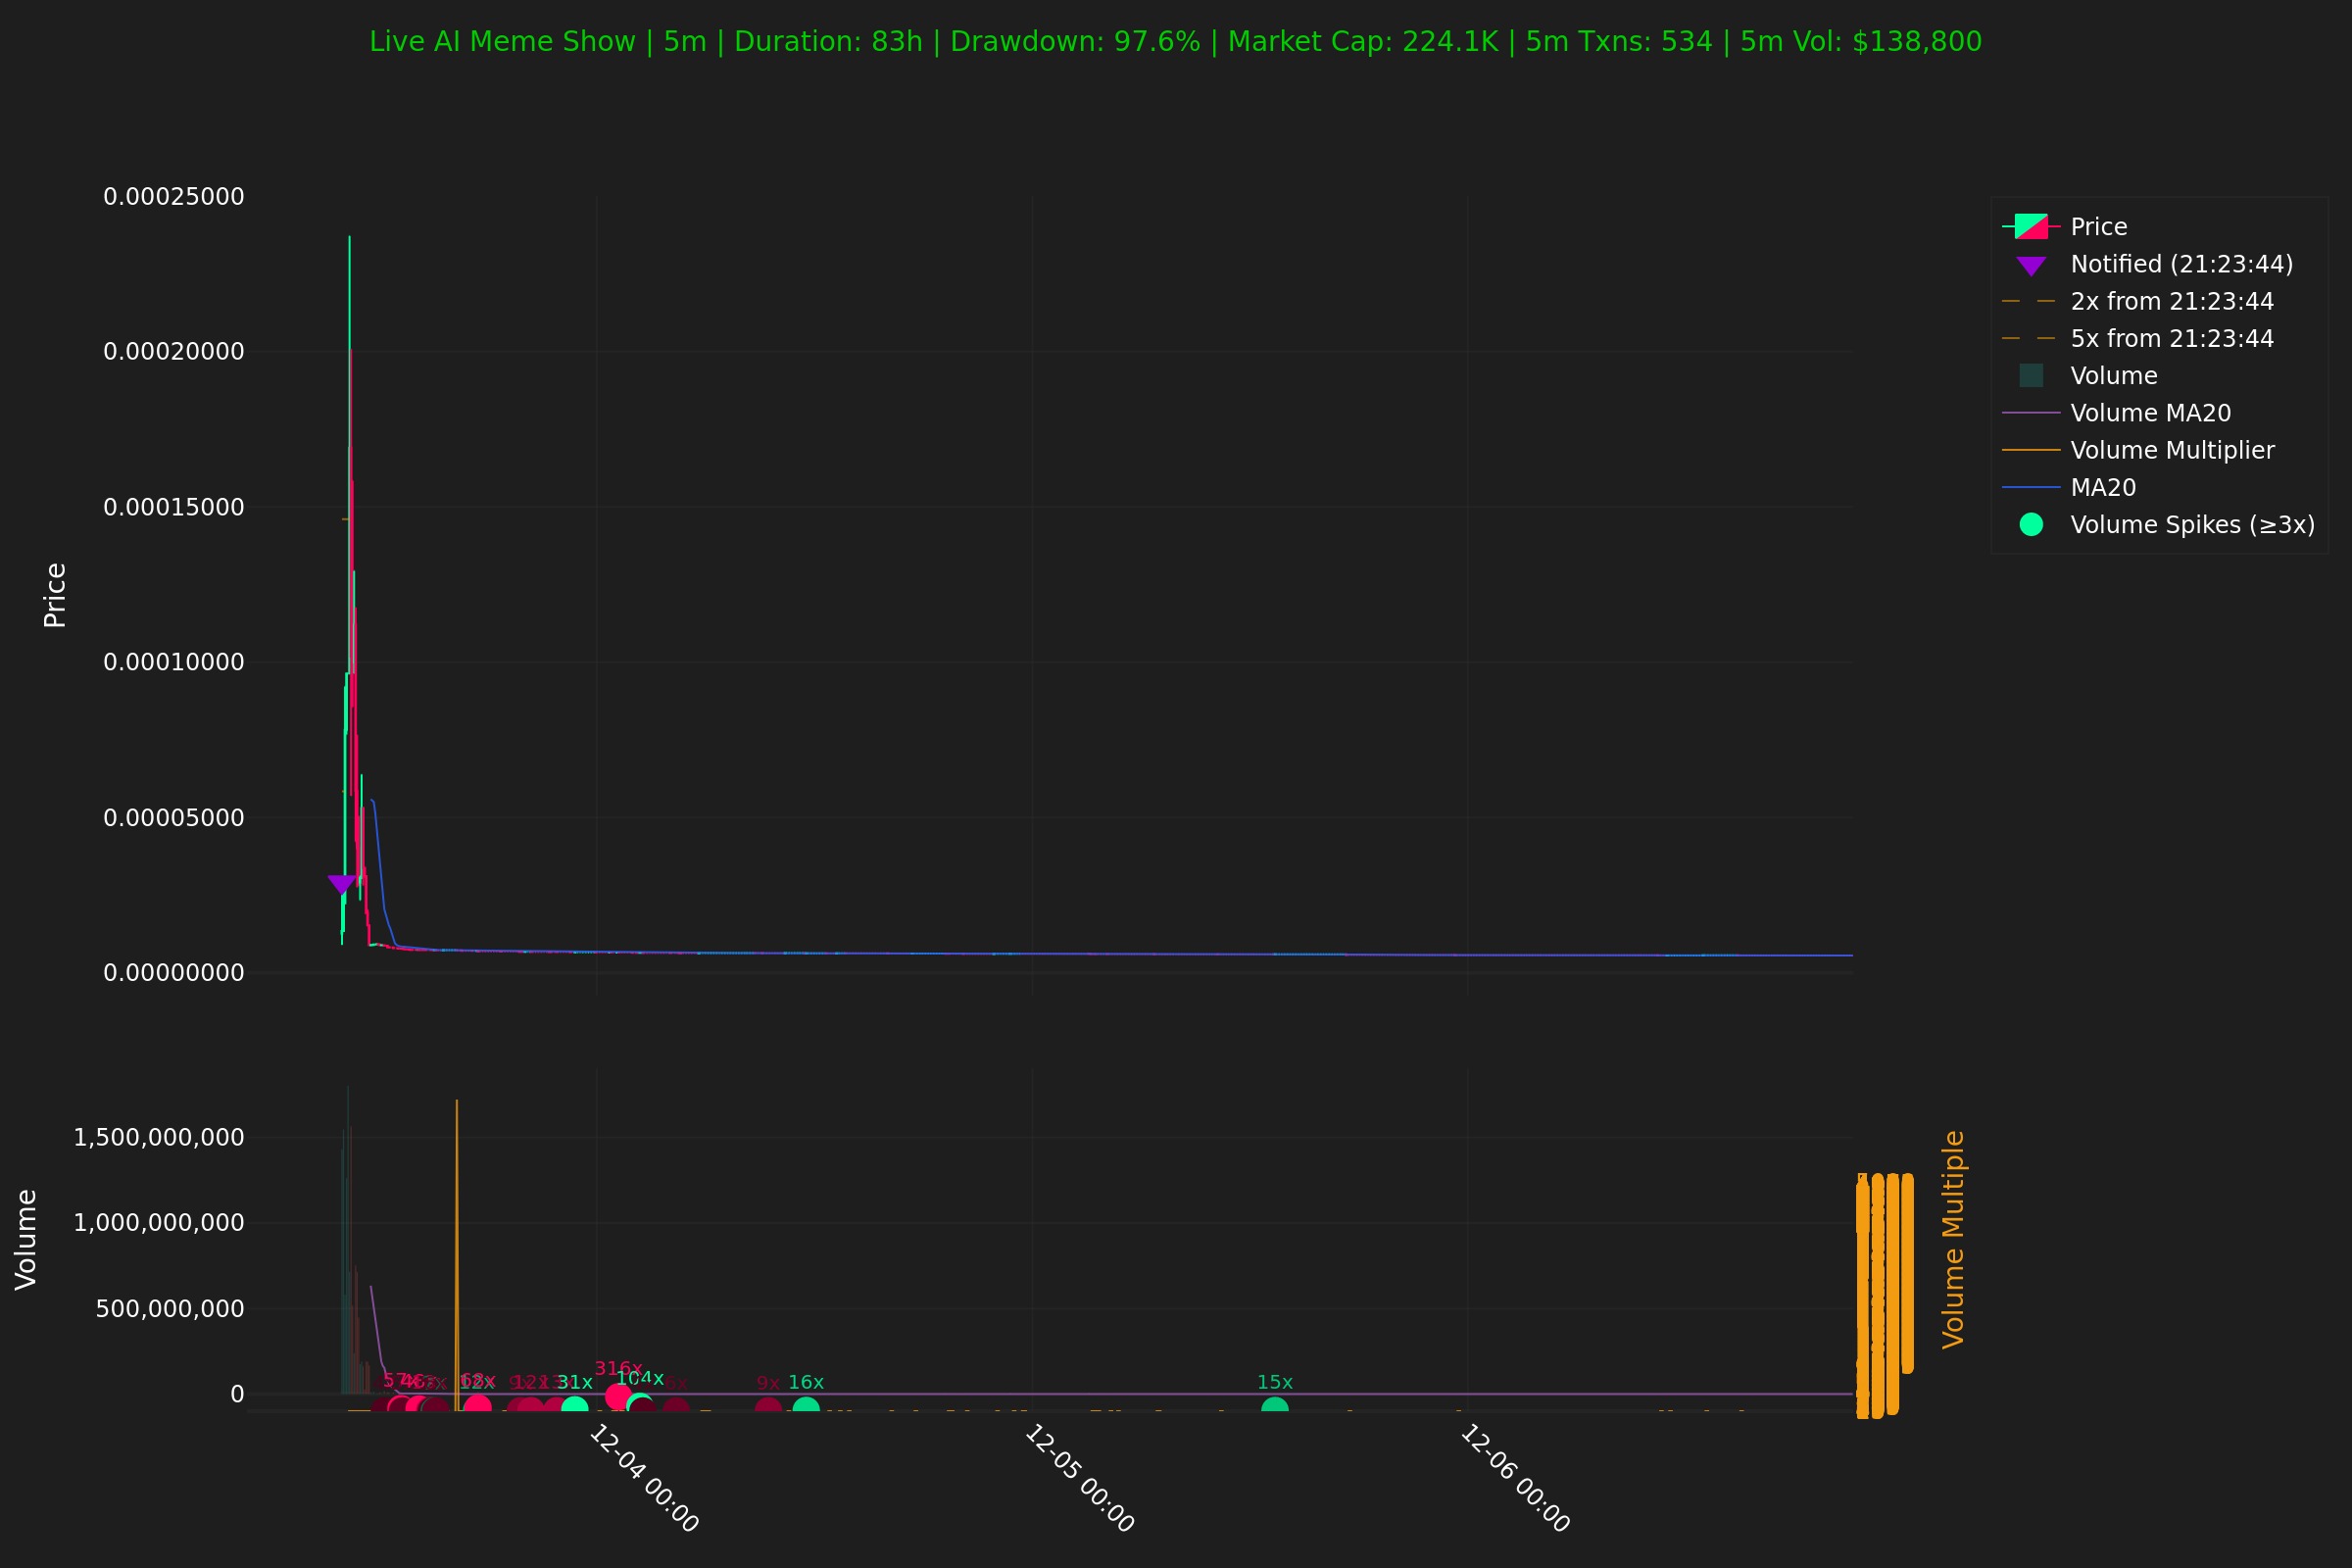 Live AI Meme Show | 5m | Duration: 83h | Drawdown: 97.6% | Market Cap: 224.1K | 5m Txns: 534 | 5m Vol: $138,800
0.00025000
0.00020000
0.00015000
0.00010000
0.00005000
0.00000000
Price
Price
Notified (21:23:44)
2x from 21:23:44
5x from 21:23:44
Volume
Volume MA20
Volume Multiplier
MA20
Volume Spikes (≥3x)
1,500,000,000
1,000,000,000
500,000,000
0
Volume
Volume Multiple
12x
31x
316x
104x
9x
16x
15x
12-04 00:00
12-05 00:00
12-06 00:00